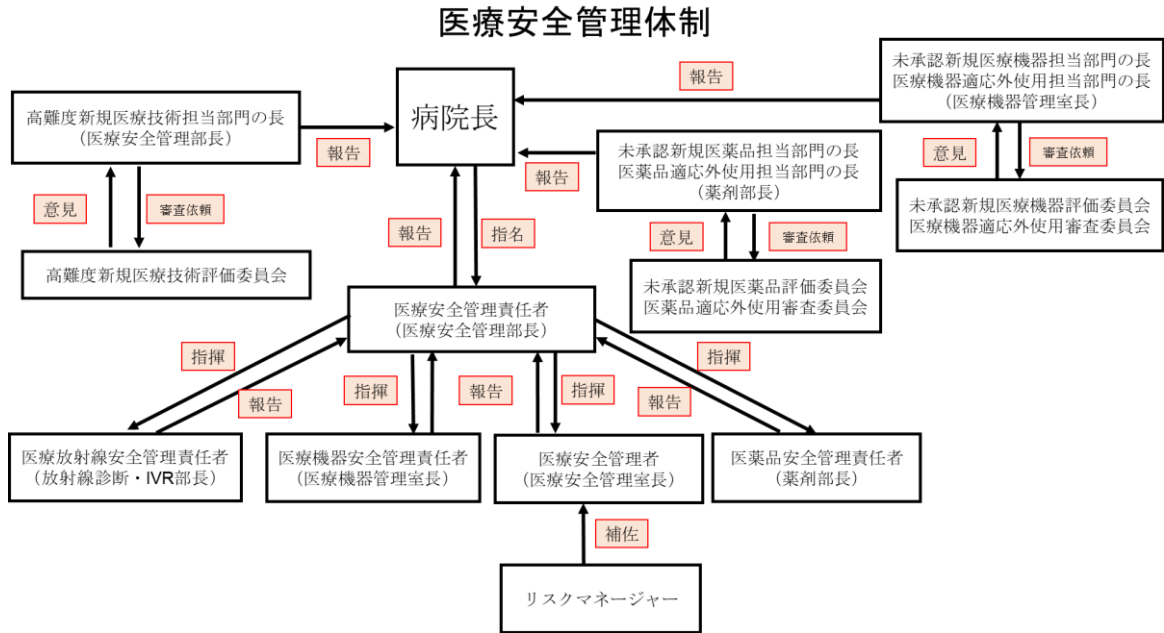 医療安全管理体制
未承認新規医療機器担当部門の長
医療機器適応外使用担当部門の長
（医療機器管理室長）
報告
病院長
高難度新規医療技術担当部門の長
（医療安全管理部長）
報告
未承認新規医薬品担当部門の長
医薬品適応外使用担当部門の長
（薬剤部長）
報告
意見
審査依頼
意見
審査依頼
未承認新規医療機器評価委員会
医療機器適応外使用審査委員会
報告
指名
意見
審査依頼
高難度新規医療技術評価委員会
未承認新規医薬品評価委員会
医薬品適応外使用審査委員会
医療安全管理責任者
（医療安全管理部長）
指揮
報告
指揮
報告
報告
指揮
指揮
報告
医療放射線安全管理責任者
（放射線診断・IVR部長）
医療機器安全管理責任者
（医療機器管理室長）
医療安全管理者
（医療安全管理室長）
医薬品安全管理責任者
（薬剤部長）
補佐
リスクマネージャー